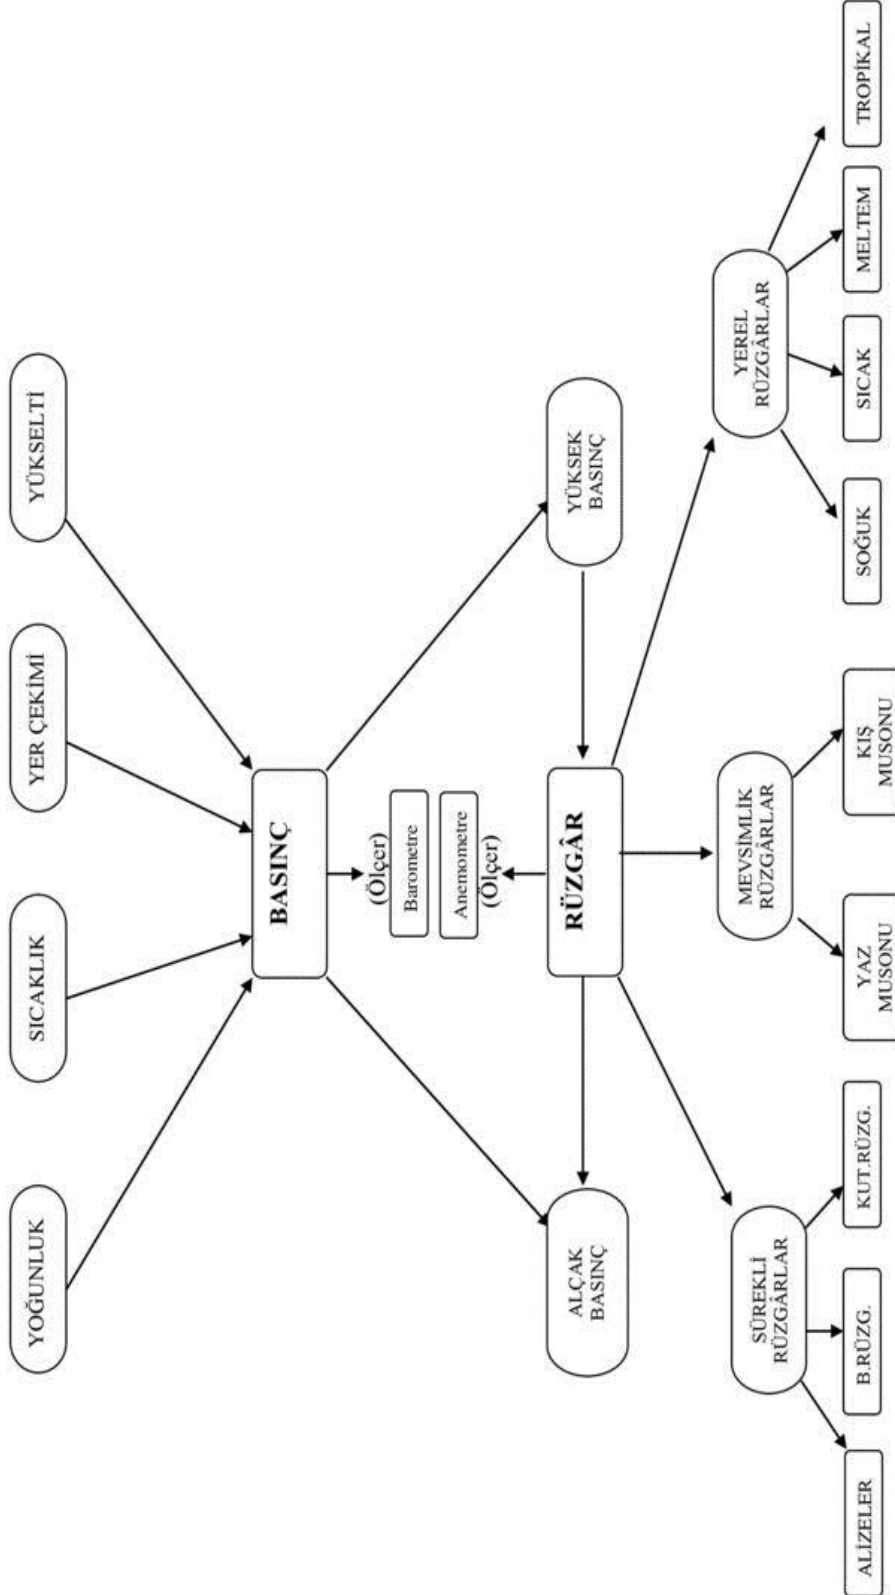 YOĞUNLUK
SICAKLIK
YER ÇEKİMİ
YÜKSELTİ
BASINÇ
(Ölçer)
Barometre
Anemometre
(Ölçer)
ALÇAK
BASINÇ
RÜZGÂR
YÜKSEK
BASINÇ
SÜREKLİ
RÜZGÂRLAR
MEVSİMLİK
RÜZGÂRLAR
YEREL
RÜZGÂRLAR
ALİZELER
B.RÜZG.
KUT.RÜZG.
YAZ
MUSONU
KIŞ
MUSONU
SOĞUK
SICAK
MELTEM
TROPİKAL